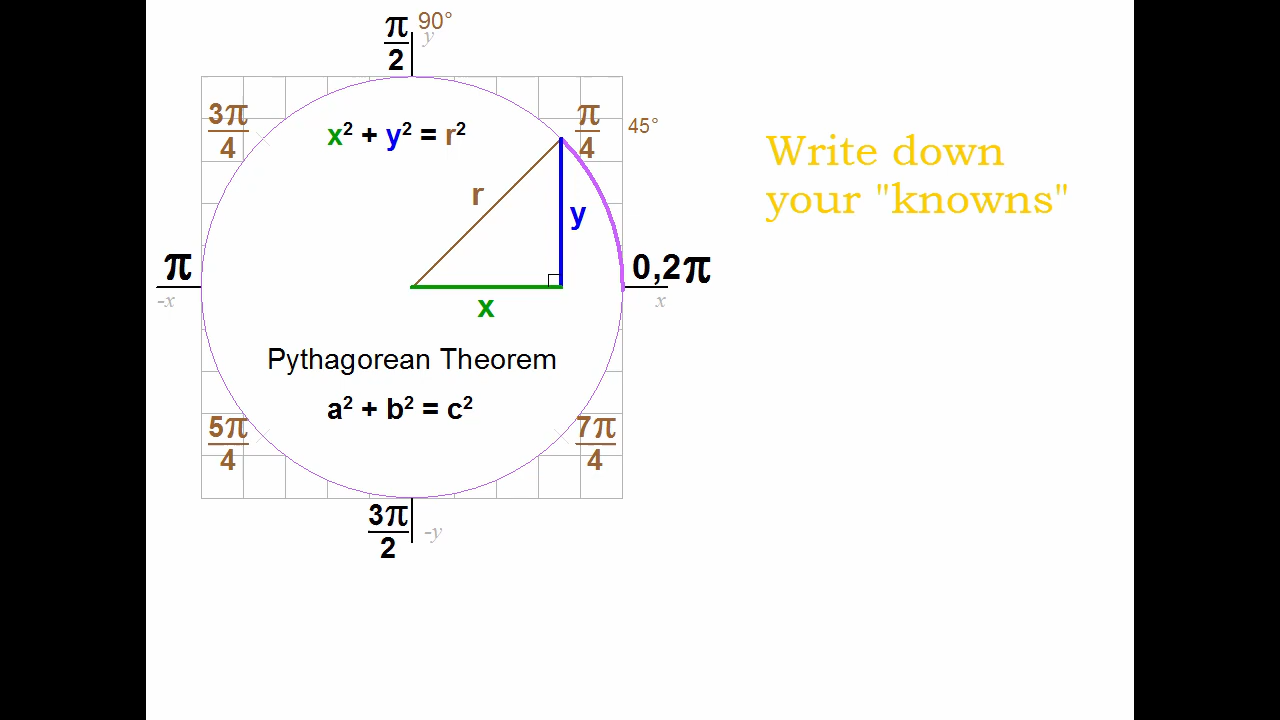 π/2 90°
y
3π/4
x² + y² = r²
π/4 45°
Write down
your "knowns"
r
y
π
0,2π
-x
x
x
Pythagorean Theorem
a² + b² = c²
5π/4
7π/4
3π/2
-y